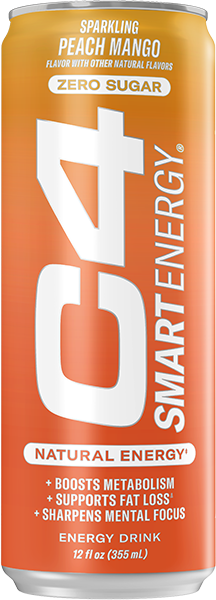 SPARKLING
PEACH MANGO
FLAVOR WITH OTHER NATURAL FLAVORS
ZERO SUGAR
C4
SMART ENERGY®
NATURAL ENERGY‡
+ BOOSTS METABOLISM
+ SUPPORTS FAT LOSS◊
+ SHARPENS MENTAL FOCUS
ENERGY DRINK
12 fl oz (355 mL)